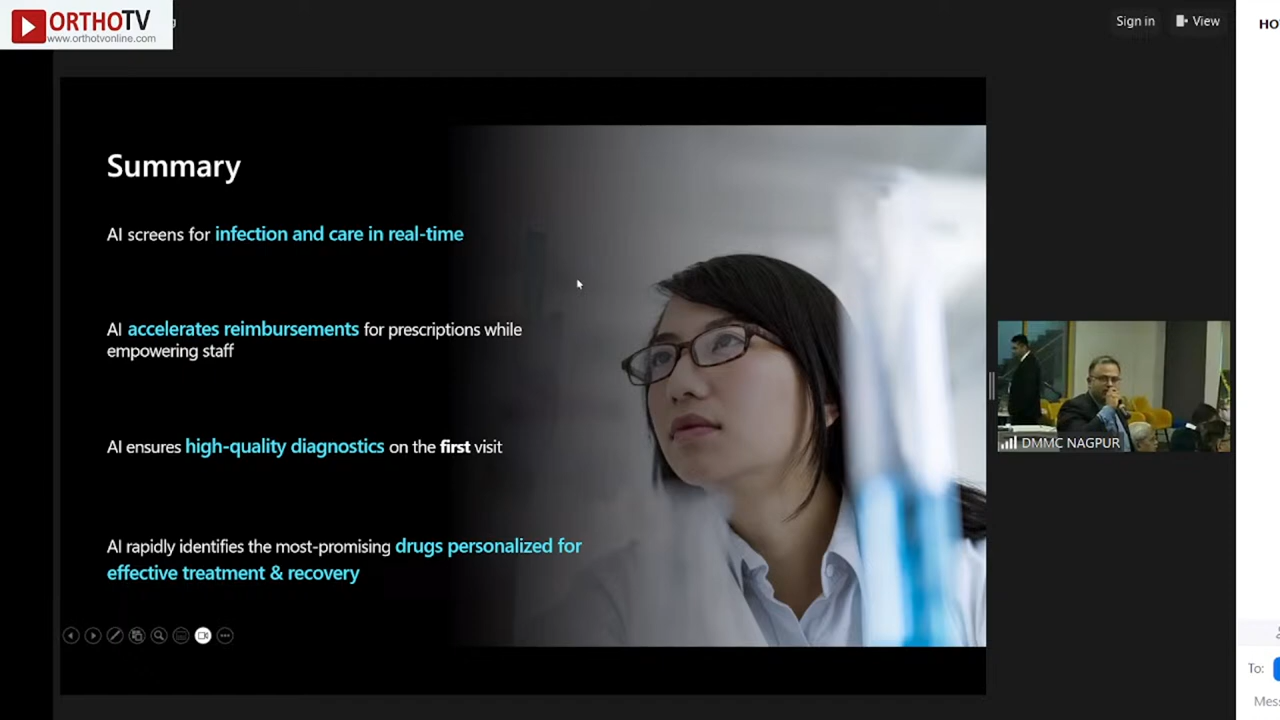 ORTHOTV
www.orthotvonline.com
Sign in
View
HO
Summary
AI screens for infection and care in real-time
AI accelerates reimbursements for prescriptions while
empowering staff
AI ensures high-quality diagnostics on the first visit
AI rapidly identifies the most-promising drugs personalized for
effective treatment & recovery
DMMC NAGPUR
To:
Mess